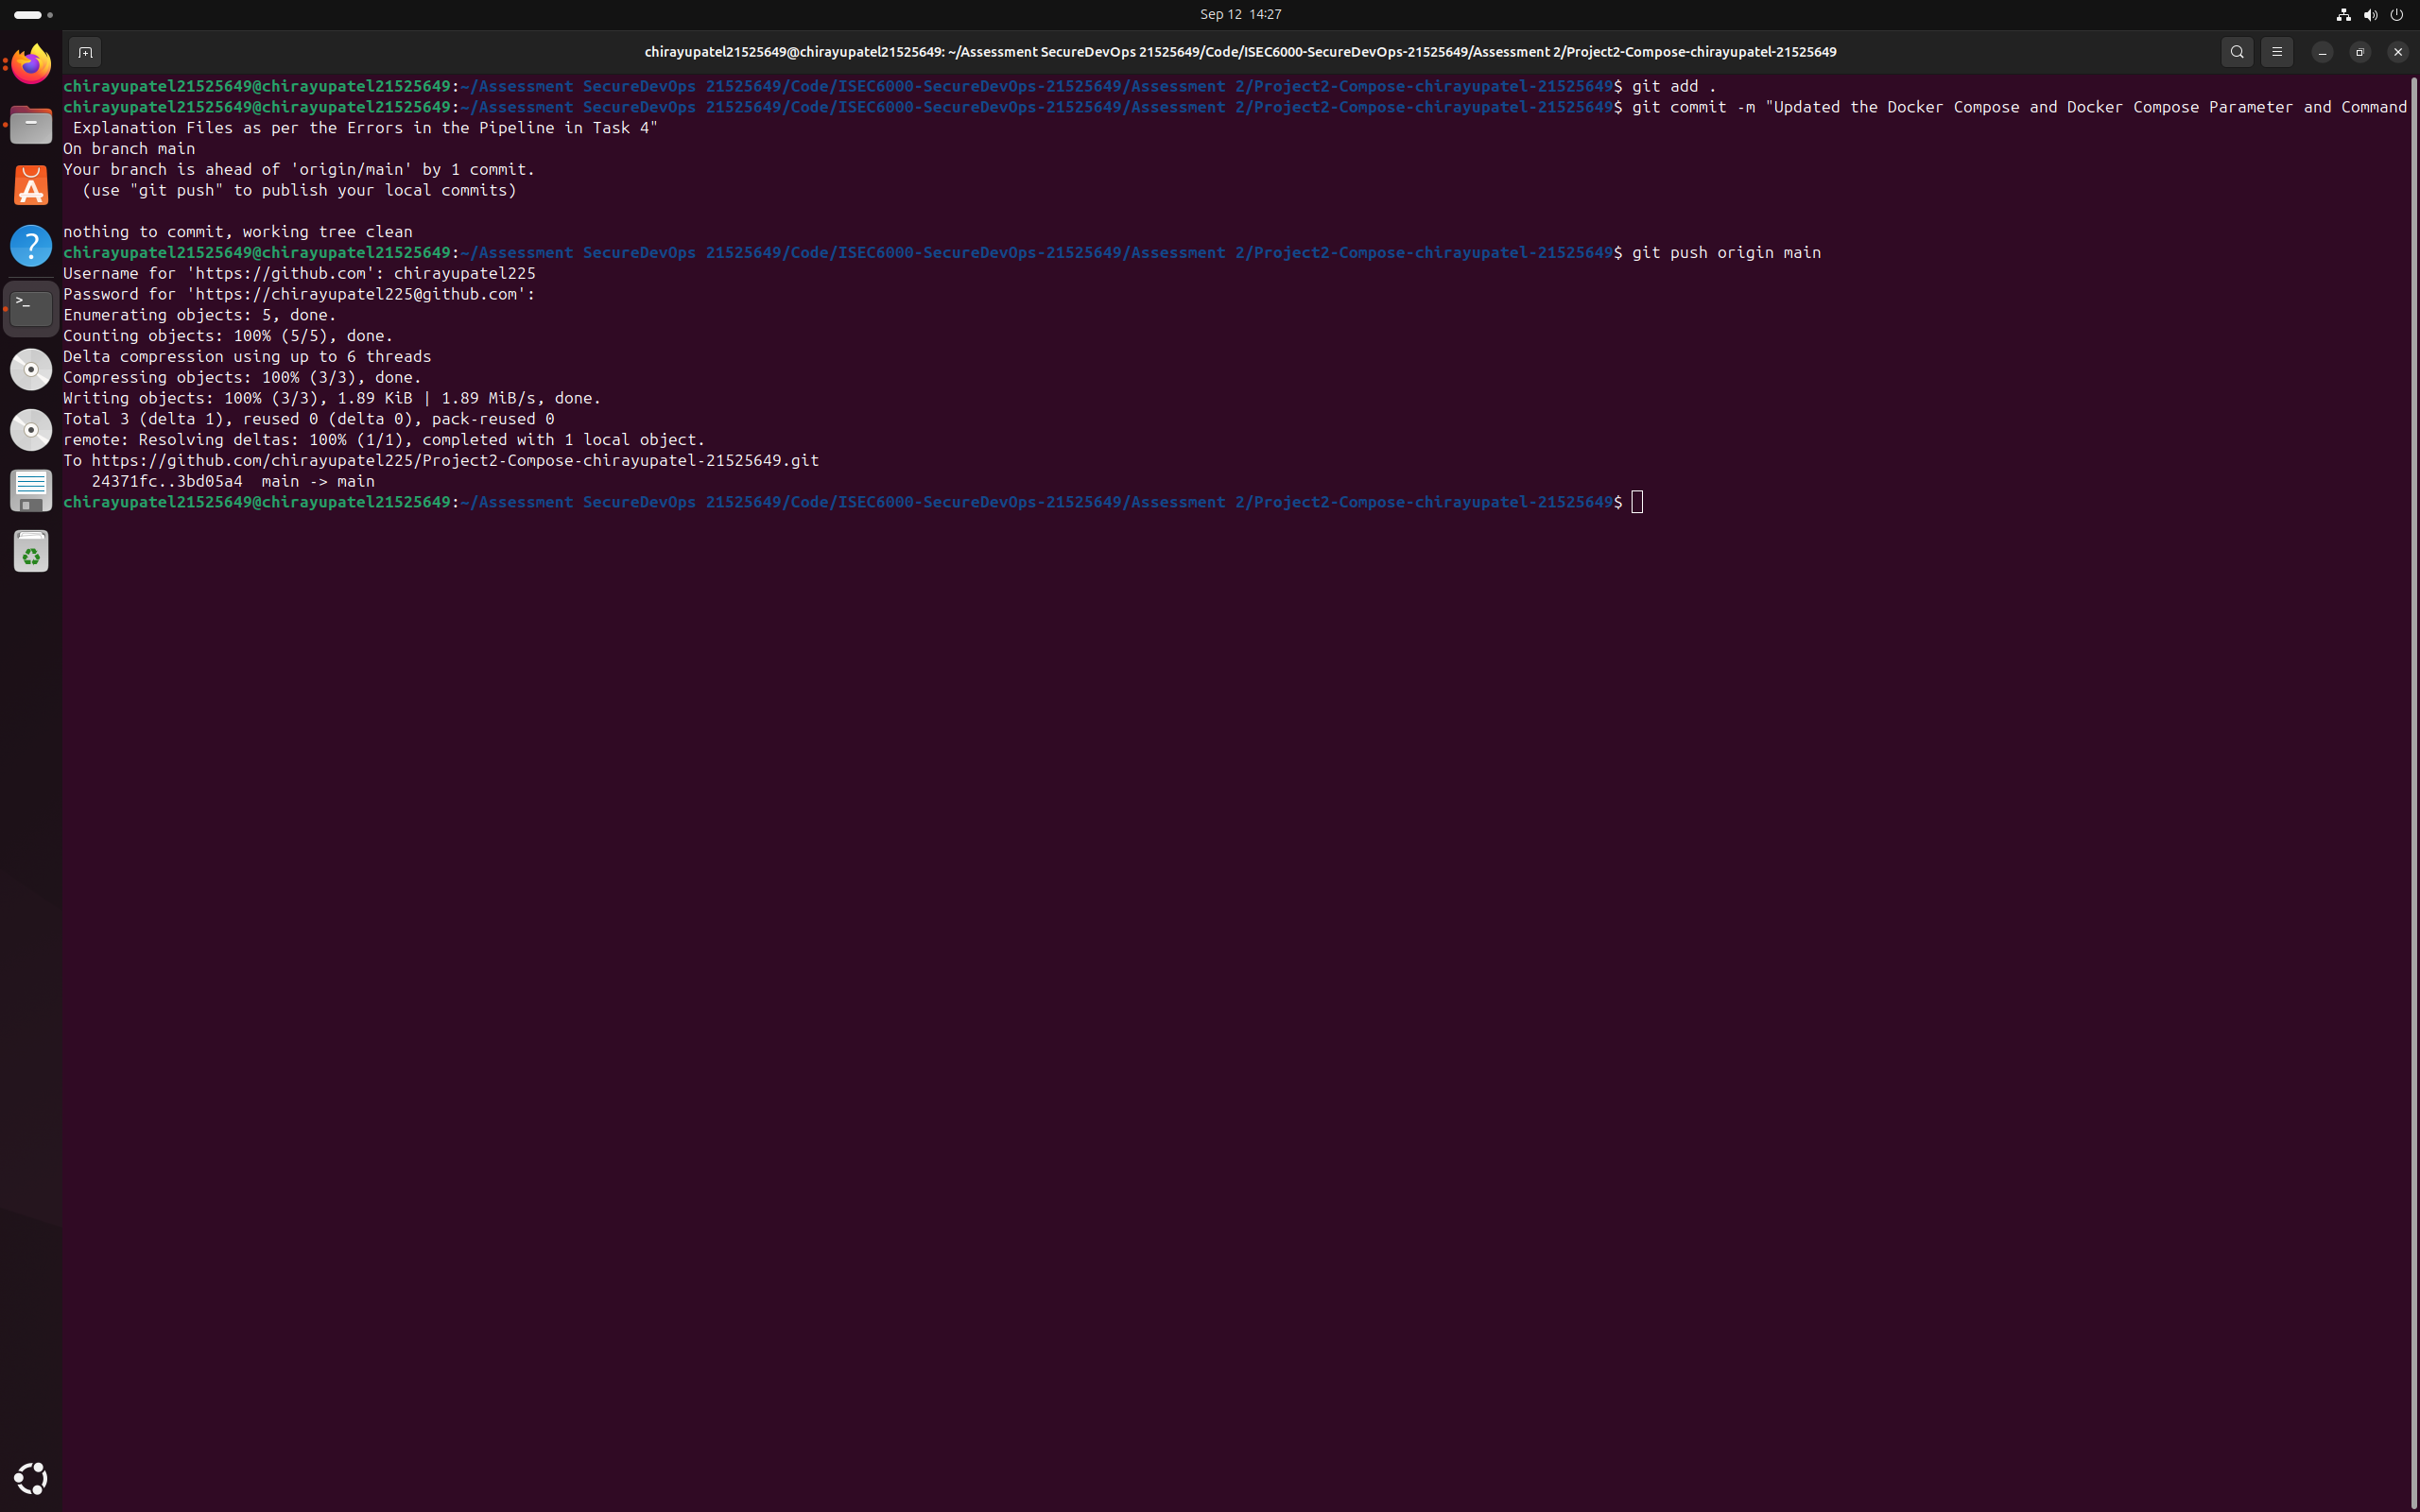 Sep 12 14:27
chirayupatel21525649@chirayupatel21525649: ~/Assessment SecureDevOps 21525649/Code/ISEC6000-SecureDevOps-21525649/Assessment 2/Project2-Compose-chirayupatel-21525649
chirayupatel21525649@chirayupatel21525649:~/Assessment SecureDevOps 21525649/Code/ISEC6000-SecureDevOps-21525649/Assessment 2/Project2-Compose-chirayupatel-21525649$ git add .
chirayupatel21525649@chirayupatel21525649:~/Assessment SecureDevOps 21525649/Code/ISEC6000-SecureDevOps-21525649/Assessment 2/Project2-Compose-chirayupatel-21525649$ git commit -m "Updated the Docker Compose and Docker Compose Parameter and Command
 Explanation Files as per the Errors in the Pipeline in Task 4"
On branch main
Your branch is ahead of 'origin/main' by 1 commit.
  (use "git push" to publish your local commits)
nothing to commit, working tree clean
chirayupatel21525649@chirayupatel21525649:~/Assessment SecureDevOps 21525649/Code/ISEC6000-SecureDevOps-21525649/Assessment 2/Project2-Compose-chirayupatel-21525649$ git push origin main
Username for 'https://github.com': chirayupatel225
Password for 'https://chirayupatel225@github.com':
Enumerating objects: 5, done.
Counting objects: 100% (5/5), done.
Delta compression using up to 6 threads
Compressing objects: 100% (3/3), done.
Writing objects: 100% (3/3), 1.89 KiB | 1.89 MiB/s, done.
Total 3 (delta 1), reused 0 (delta 0), pack-reused 0
remote: Resolving deltas: 100% (1/1), completed with 1 local object.
To https://github.com/chirayupatel225/Project2-Compose-chirayupatel-21525649.git
   24371fc..3bd05a4  main -> main
chirayupatel21525649@chirayupatel21525649:~/Assessment SecureDevOps 21525649/Code/ISEC6000-SecureDevOps-21525649/Assessment 2/Project2-Compose-chirayupatel-21525649$